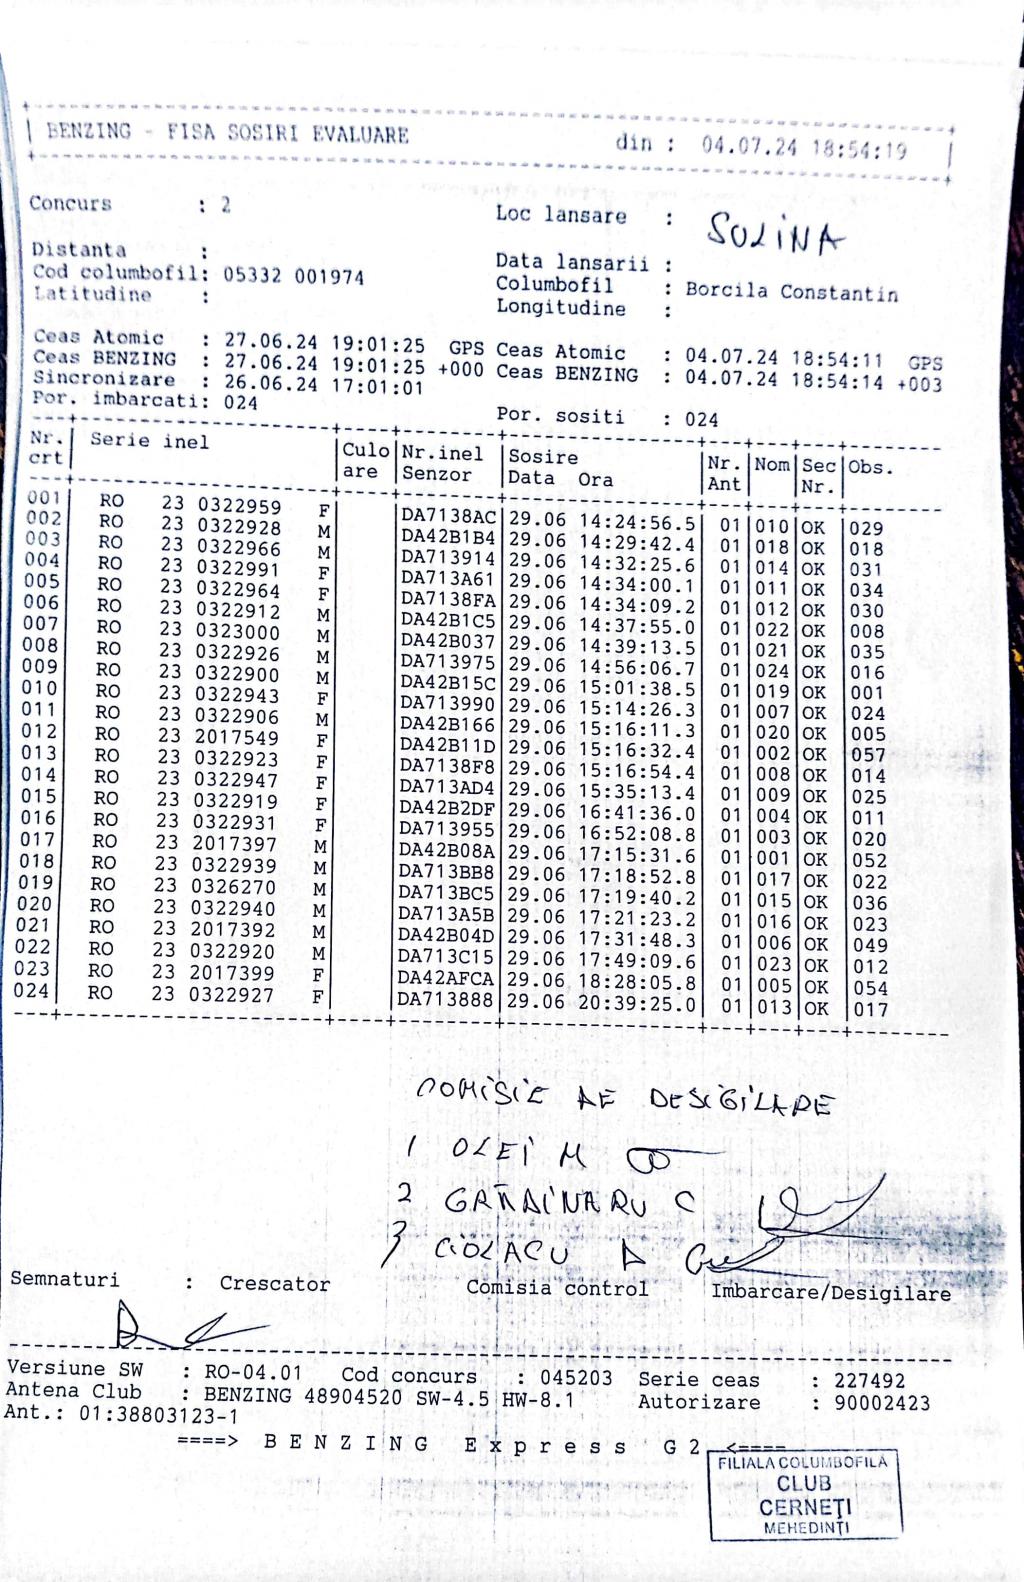 BENZING - FISA SOSIRI EVALUARE din : 04.07.24 18:54:19
Concurs : 2 Loc lansare : SULINA
Distanta : Data lansarii :
Cod columbofil: 05332 001974 Columbofil : Borcila Constantin
Latitudine : Longitudine :
Ceas Atomic : 27.06.24 19:01:25 GPS Ceas Atomic : 04.07.24 18:54:11 GPS
Ceas BENZING : 27.06.24 19:01:25 +000 Ceas BENZING : 04.07.24 18:54:14 +003
Sincronizare : 26.06.24 17:01:01
Por. imbarcati: 024 Por. sositi : 024
Nr. Serie inel Culo Nr.inel Sosire Nr. Nom Sec Obs.
crt are Senzor Data Ora Ant Nr.
001 RO 23 0322959 F DA7138AC 29.06 14:24:56.5 01 010 OK 029
002 RO 23 0322928 M DA42B1B4 29.06 14:29:42.4 01 018 OK 018
003 RO 23 0322966 M DA713914 29.06 14:32:25.6 01 014 OK 031
004 RO 23 0322991 F DA713A61 29.06 14:34:00.1 01 011 OK 034
005 RO 23 0322964 F DA7138FA 29.06 14:34:09.2 01 012 OK 030
006 RO 23 0322912 M DA42B1C5 29.06 14:37:55.0 01 022 OK 008
007 RO 23 0323000 M DA42B037 29.06 14:39:13.5 01 021 OK 035
008 RO 23 0322926 M DA713975 29.06 14:56:06.7 01 024 OK 016
009 RO 23 0322900 M DA42B15C 29.06 15:01:38.5 01 019 OK 001
010 RO 23 0322943 F DA713990 29.06 15:14:26.3 01 007 OK 024
011 RO 23 0322906 M DA42B166 29.06 15:16:11.3 01 020 OK 005
012 RO 23 2017549 F DA42B11D 29.06 15:16:32.4 01 002 OK 057
013 RO 23 0322923 F DA7138F8 29.06 15:16:54.4 01 008 OK 014
014 RO 23 0322947 F DA713AD4 29.06 15:35:13.4 01 009 OK 025
015 RO 23 0322919 F DA42B2DF 29.06 16:41:36.0 01 004 OK 011
016 RO 23 0322931 F DA713955 29.06 16:52:08.8 01 003 OK 020
017 RO 23 2017397 M DA42B08A 29.06 17:15:31.6 01 001 OK 052
018 RO 23 0322939 M DA713BB8 29.06 17:18:52.8 01 017 OK 022
019 RO 23 0326270 M DA713BC5 29.06 17:19:40.2 01 015 OK 036
020 RO 23 0322940 M DA713A5B 29.06 17:21:23.2 01 016 OK 023
021 RO 23 2017392 M DA42B04D 29.06 17:31:48.3 01 006 OK 049
022 RO 23 0322920 M DA713C15 29.06 17:49:09.6 01 023 OK 012
023 RO 23 2017399 F DA42AFCA 29.06 18:28:05.8 01 005 OK 054
024 RO 23 0322927 F DA713888 29.06 20:39:25.0 01 013 OK 017
COMISIE DE DESIGILARE
1 OLEI M
2 GRĂDINARU C
3 CIOLACU D
Semnaturi : Crescator Comisia control Imbarcare/Desigilare
Versiune SW : RO-04.01 Cod concurs : 045203 Serie ceas : 227492
Antena Club : BENZING 48904520 SW-4.5 HW-8.1 Autorizare : 90002423
Ant.: 01:38803123-1
====> B E N Z I N G E x p r e s s G 2 <====
FILIALA COLUMBOFILĂ
CLUB
CERNEŢI
MEHEDINŢI